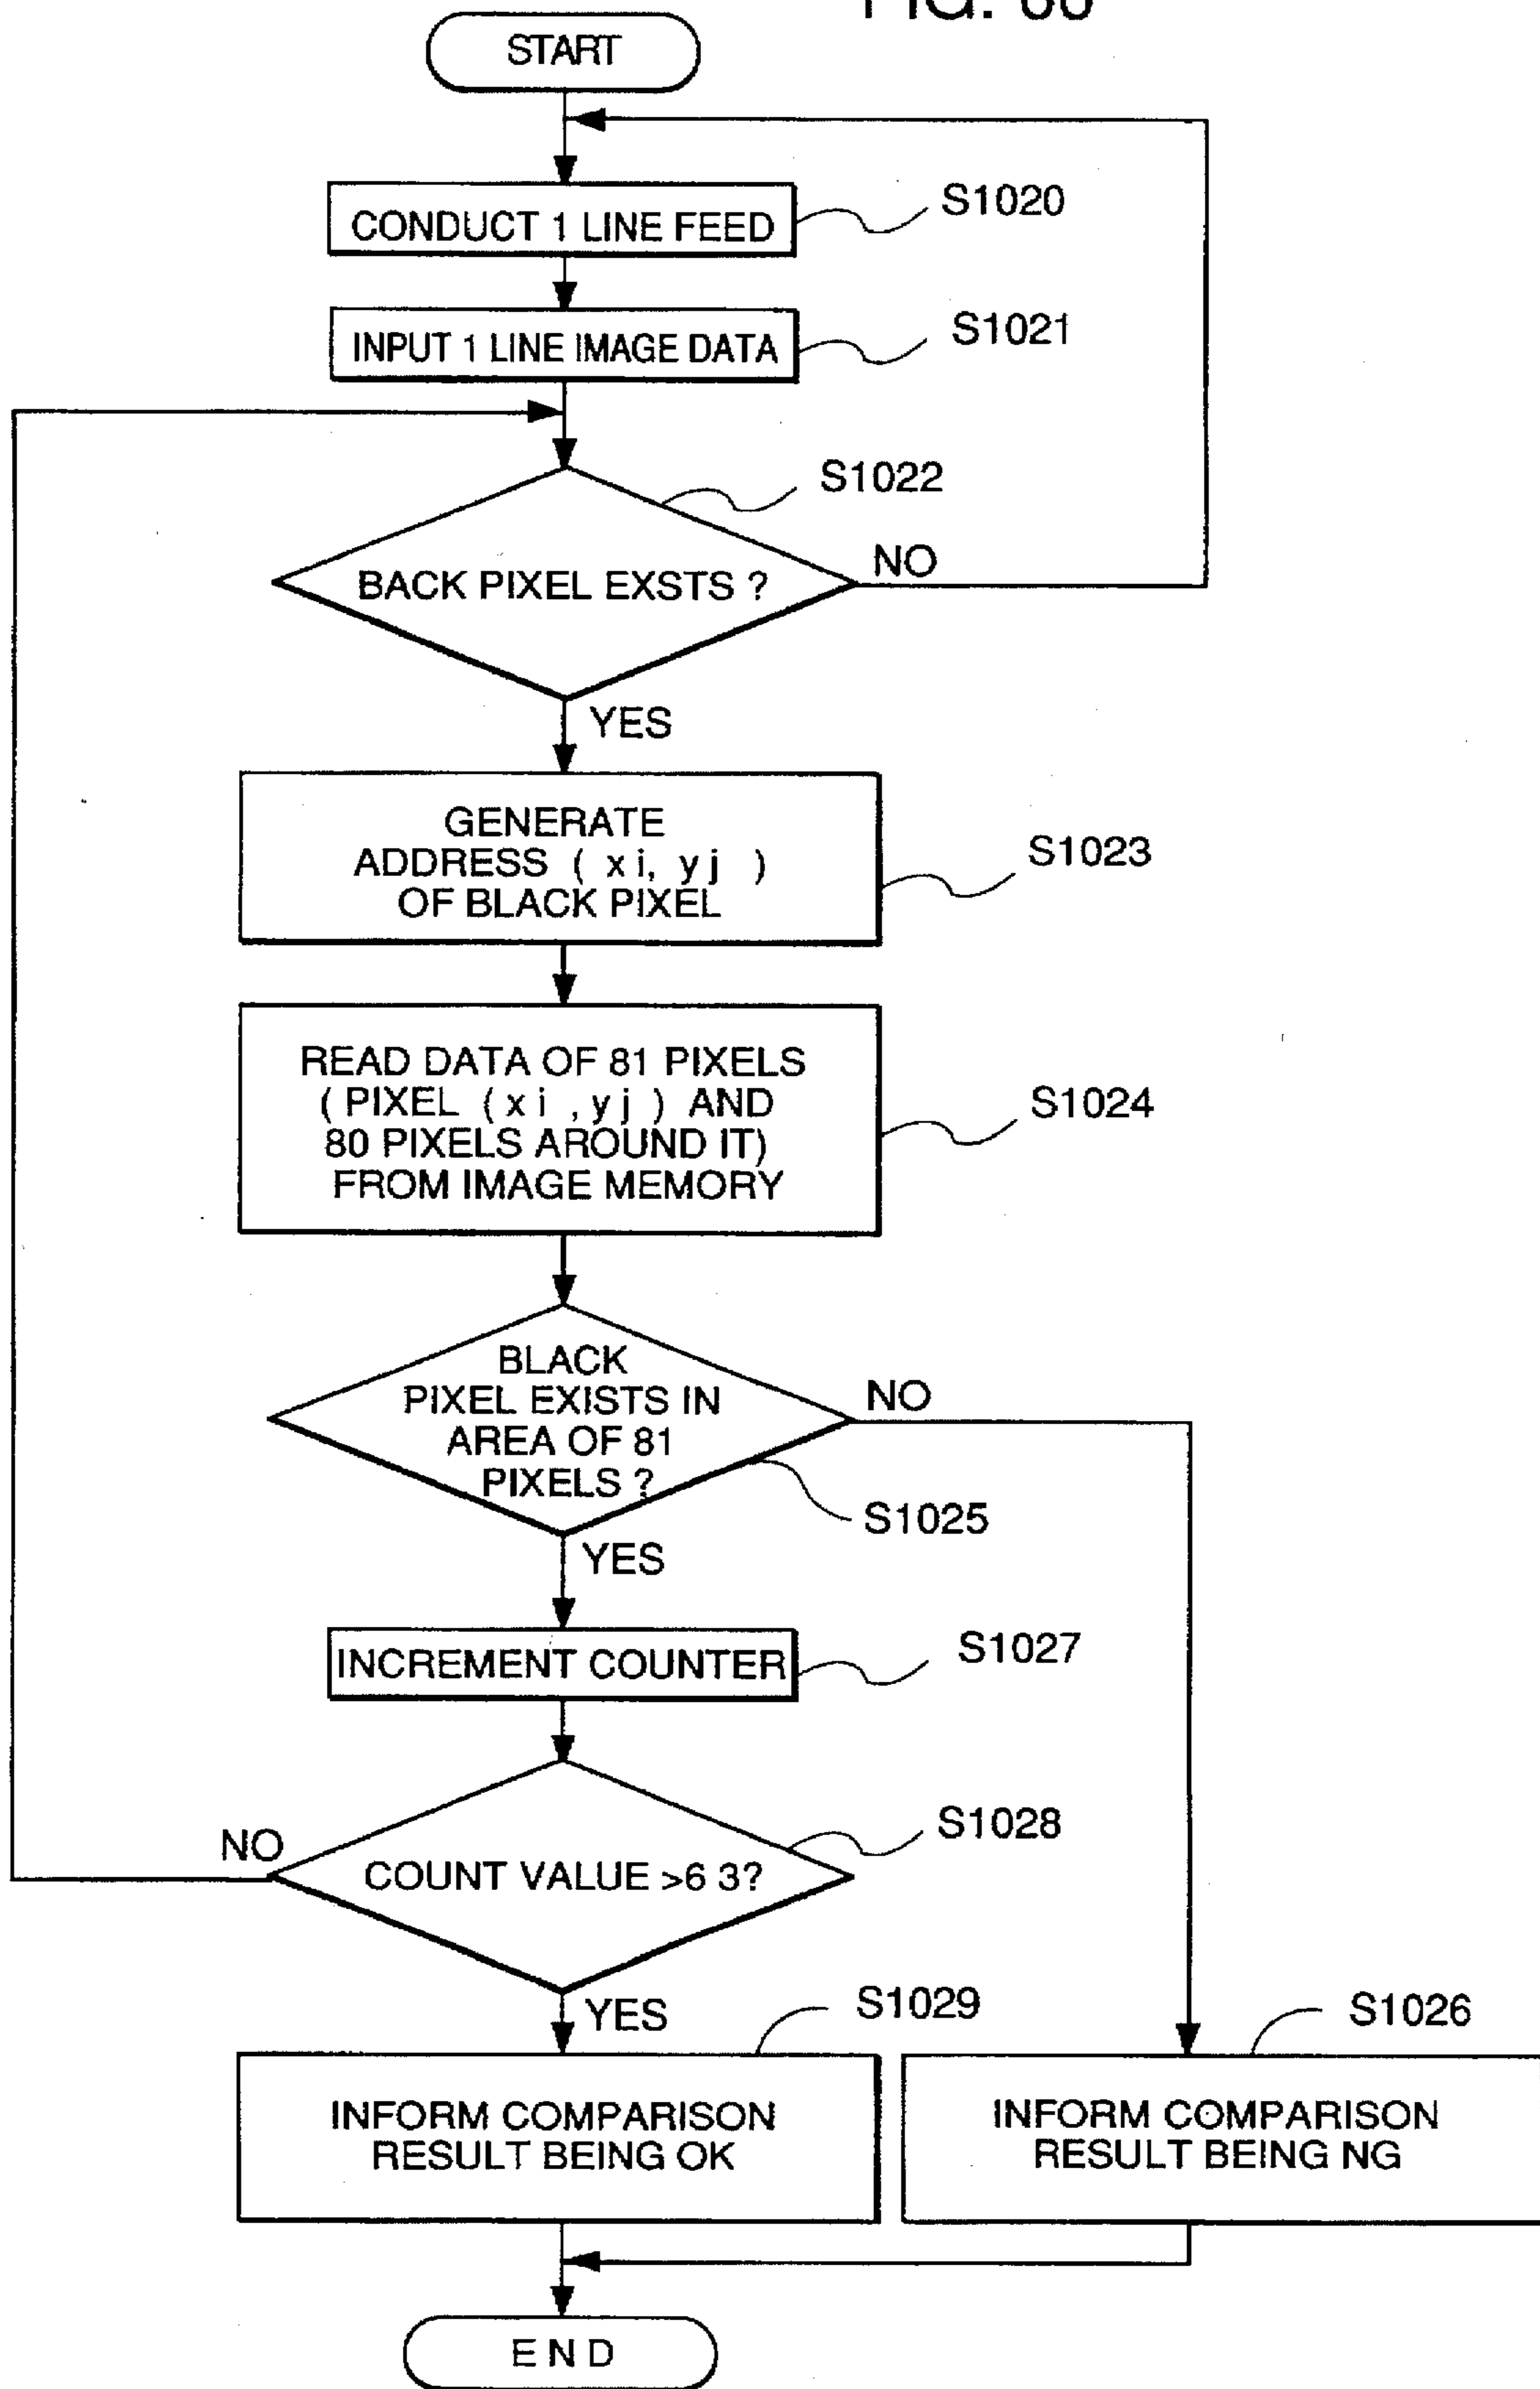 FIG.
START
CONDUCT 1 LINE FEED
S1020
INPUT 1 LINE IMAGE DATA
S1021
S1022
BACK PIXEL EXSTS ?
NO
YES
GENERATE
ADDRESS ( xi, yj )
OF BLACK PIXEL
S1023
READ DATA OF 81 PIXELS
( PIXEL ( xi , yj ) AND
80 PIXELS AROUND IT)
FROM IMAGE MEMORY
S1024
BLACK
PIXEL EXISTS IN
AREA OF 81
PIXELS ?
NO
S1025
YES
INCREMENT COUNTER
S1027
S1028
NO
COUNT VALUE >6 3?
YES
S1029
S1026
INFORM COMPARISON
RESULT BEING OK
INFORM COMPARISON
RESULT BEING NG
END